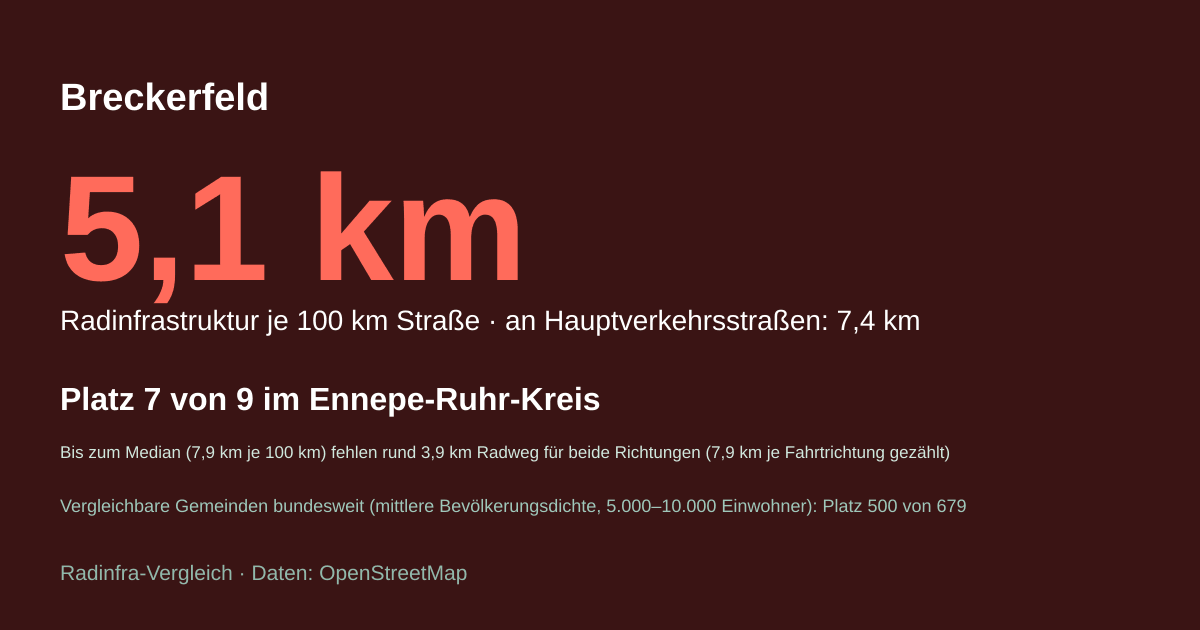 Breckerfeld
5,1 km
Radinfrastruktur je 100 km Straße · an Hauptverkehrsstraßen: 7,4 km
Platz 7 von 9 im Ennepe-Ruhr-Kreis
Bis zum Median (7,9 km je 100 km) fehlen rund 3,9 km Radweg für beide Richtungen (7,9 km je Fahrtrichtung gezählt)
Vergleichbare Gemeinden bundesweit (mittlere Bevölkerungsdichte, 5.000–10.000 Einwohner): Platz 500 von 679
Radinfra-Vergleich · Daten: OpenStreetMap